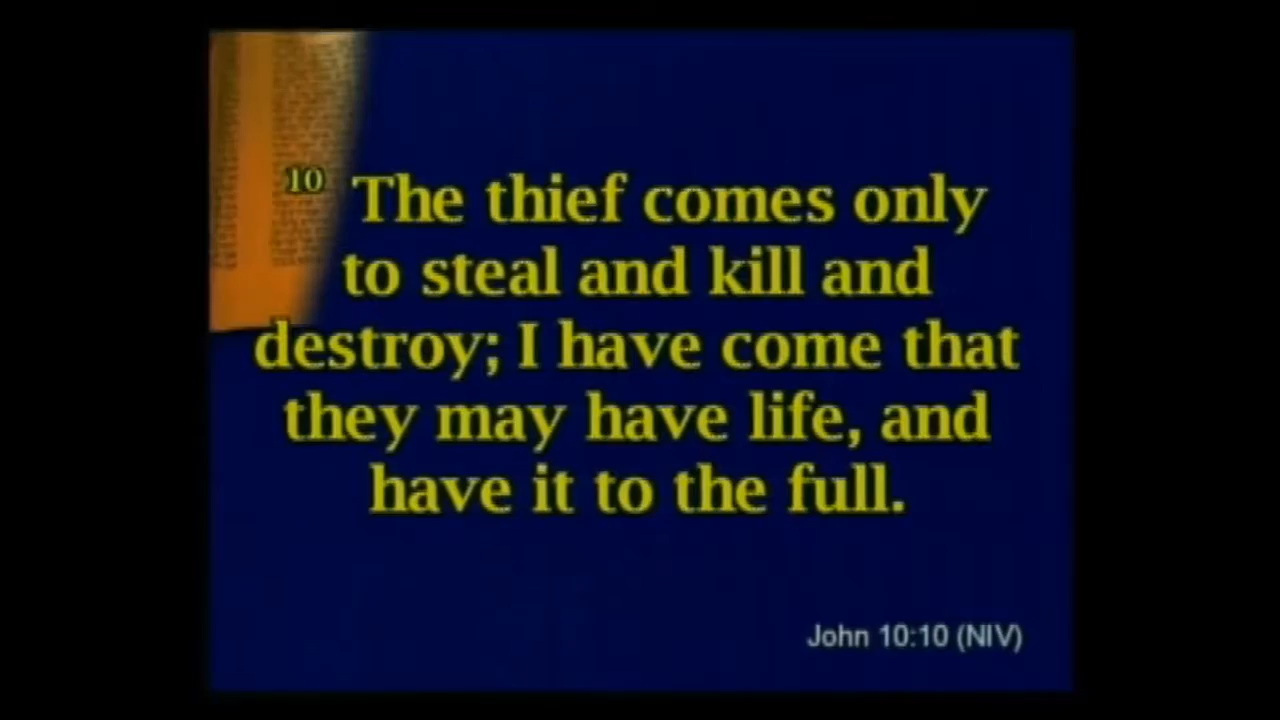 10 The thief comes only
to steal and kill and
destroy; I have come that
they may have life, and
have it to the full.
John 10:10 (NIV)